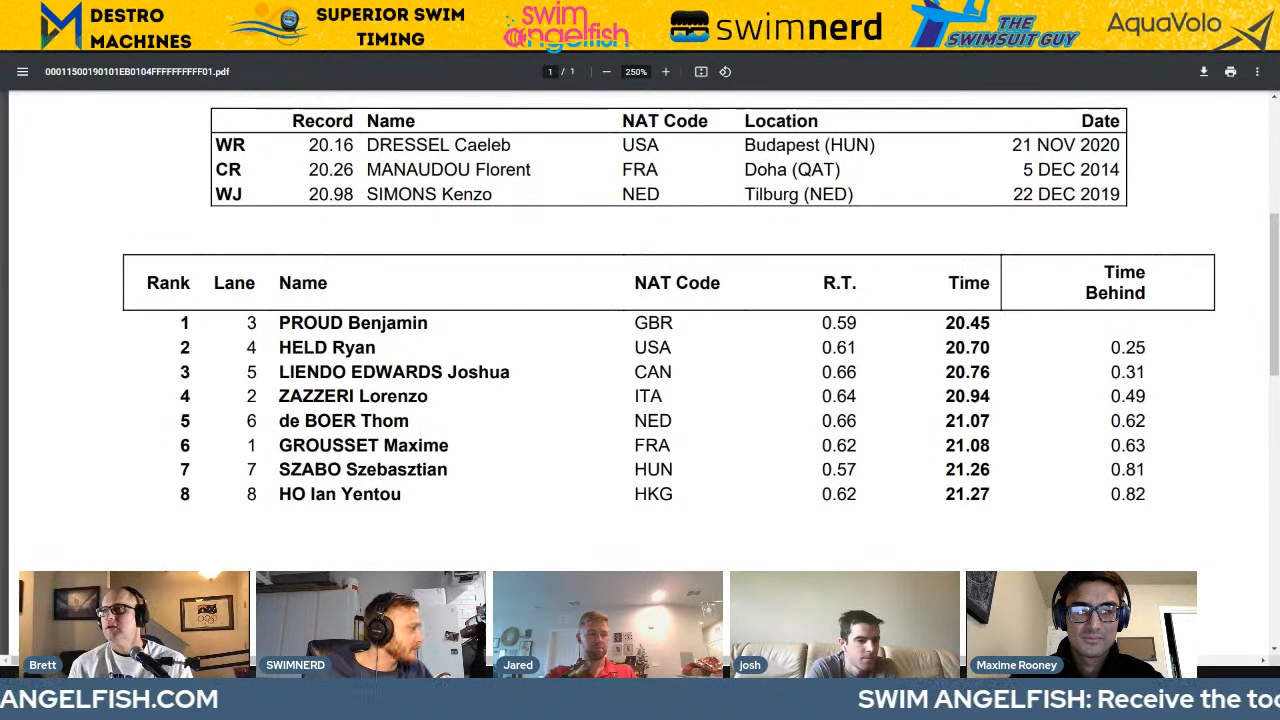 DESTRO MACHINES
SUPERIOR SWIM TIMING
swim angelfish
swimnerd
THE SWIMSUIT GUY
AquaVolo
00011500190101EB0104FFFFFFFFFF01.pdf
1 / 1
250%
Record Name NAT Code Location Date
WR 20.16 DRESSEL Caeleb USA Budapest (HUN) 21 NOV 2020
CR 20.26 MANAUDOU Florent FRA Doha (QAT) 5 DEC 2014
WJ 20.98 SIMONS Kenzo NED Tilburg (NED) 22 DEC 2019
Rank Lane Name NAT Code R.T. Time Time Behind
1 3 PROUD Benjamin GBR 0.59 20.45
2 4 HELD Ryan USA 0.61 20.70 0.25
3 5 LIENDO EDWARDS Joshua CAN 0.66 20.76 0.31
4 2 ZAZZERI Lorenzo ITA 0.64 20.94 0.49
5 6 de BOER Thom NED 0.66 21.07 0.62
6 1 GROUSSET Maxime FRA 0.62 21.08 0.63
7 7 SZABO Szebasztian HUN 0.57 21.26 0.81
8 8 HO Ian Yentou HKG 0.62 21.27 0.82
Brett
SWIMNERD
Jared
josh
Maxime Rooney
ANGELFISH.COM
SWIM ANGELFISH: Receive the too